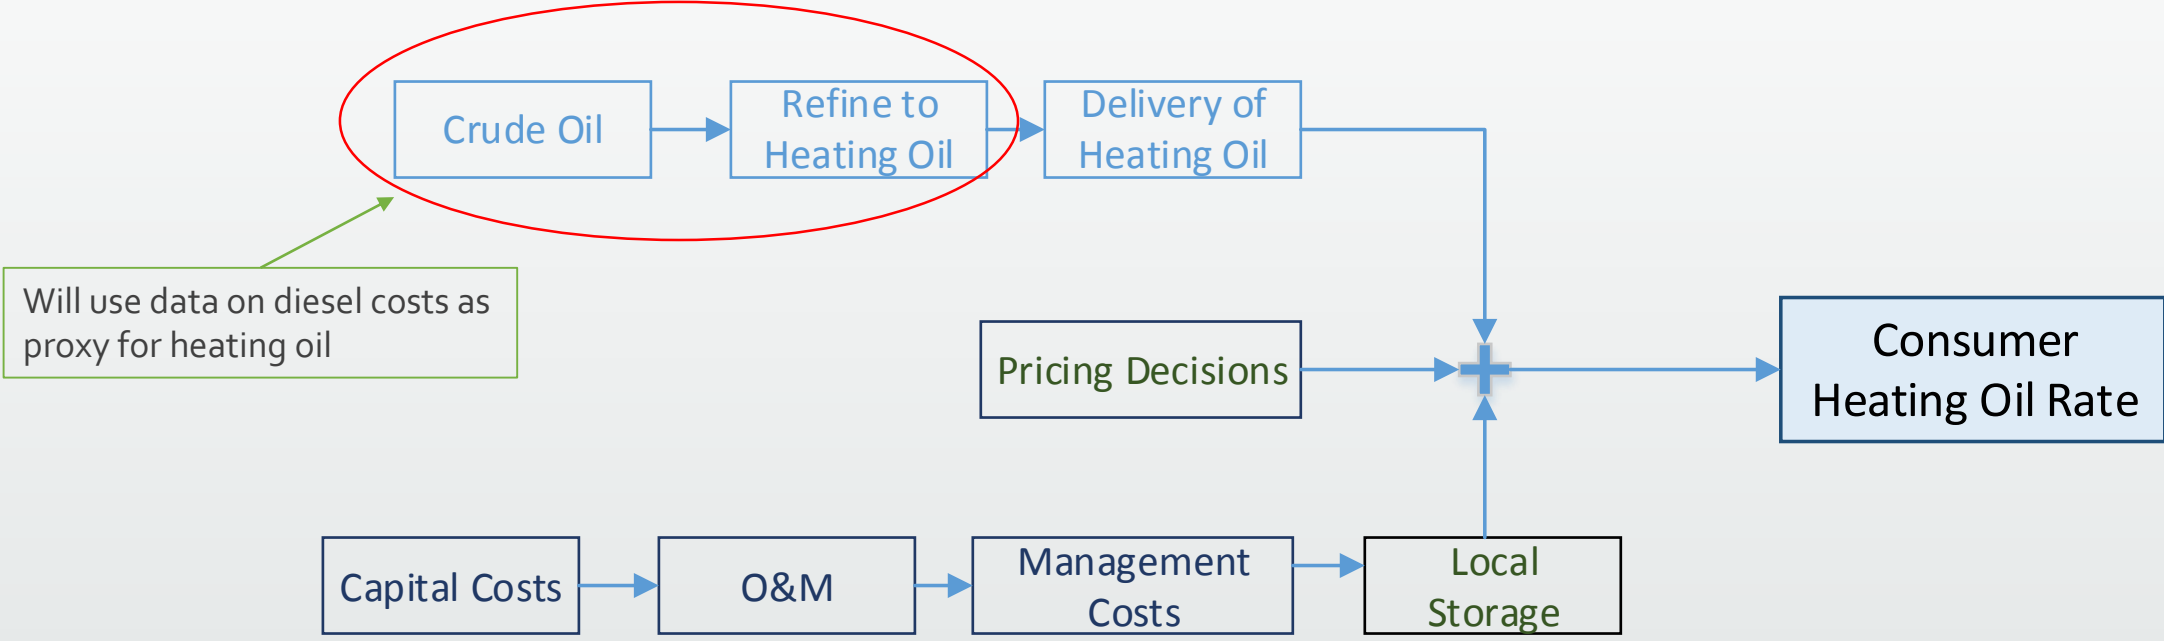 Crude Oil
Refine to
Heating Oil
Delivery of
Heating Oil
Will use data on diesel costs as
proxy for heating oil
Pricing Decisions
Consumer
Heating Oil Rate
Capital Costs
O&M
Management
Costs
Local
Storage